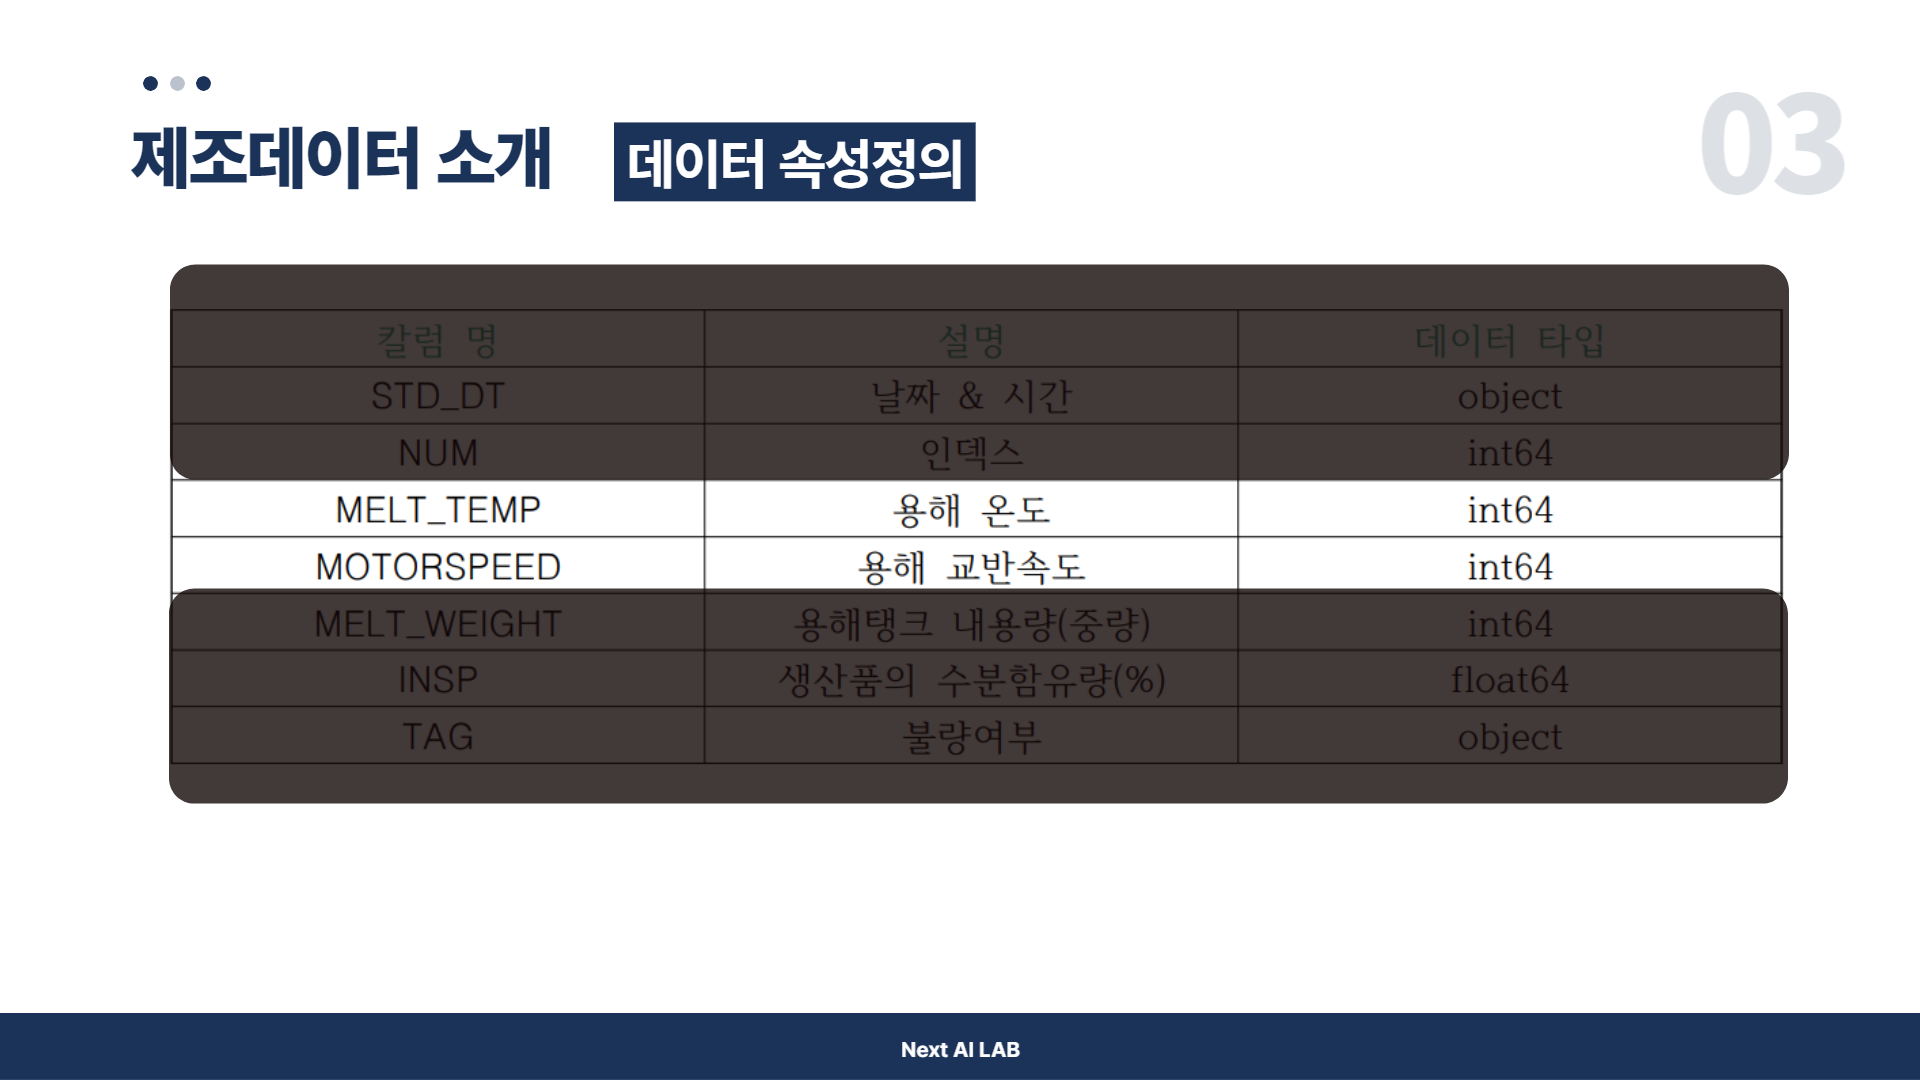 제조데이터 소개 데이터 속성정의 03
칼럼 명 설명 데이터 타입
STD_DT 날짜 & 시간 object
NUM 인덱스 int64
MELT_TEMP 용해 온도 int64
MOTORSPEED 용해 교반속도 int64
MELT_WEIGHT 용해탱크 내용량(중량) int64
INSP 생산품의 수분함유량(%) float64
TAG 불량여부 object
Next AI LAB